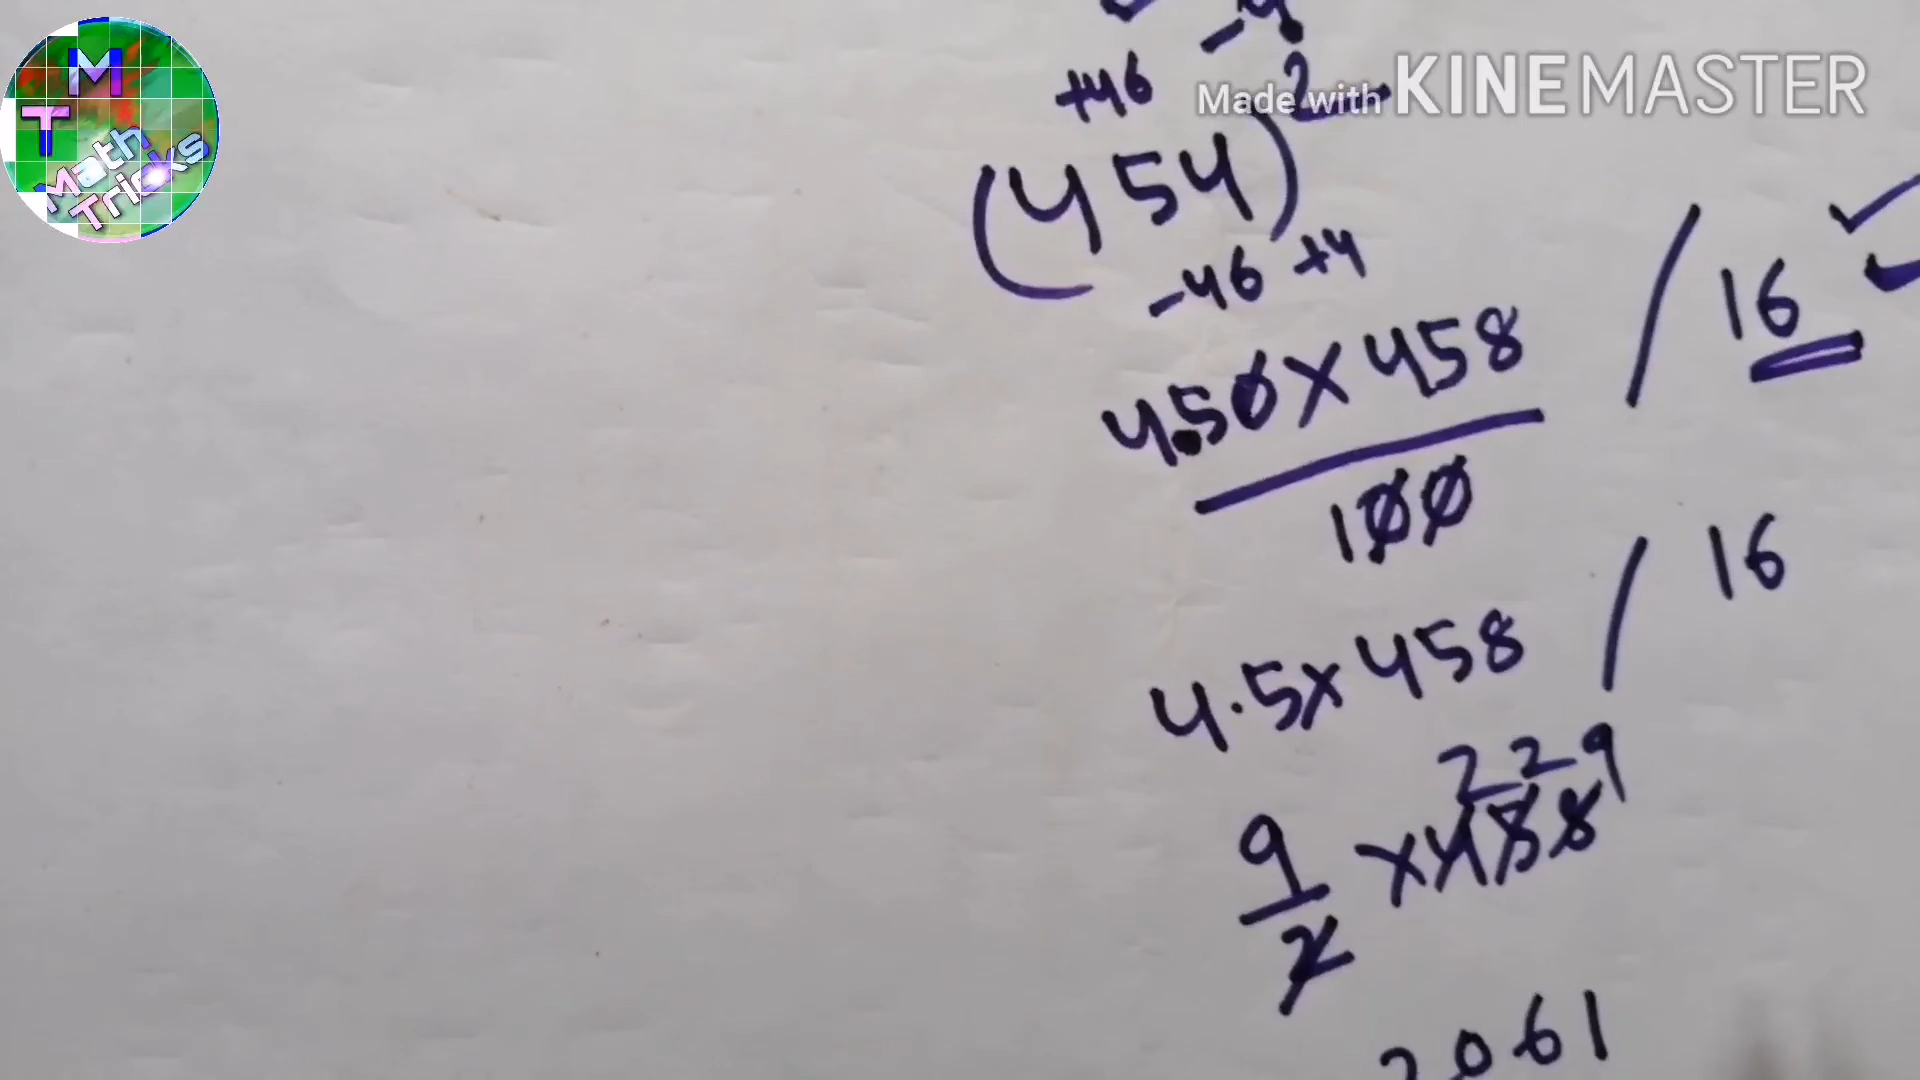 M
T
Math
Tricks
Made with KINEMASTER
+46
(454)²
-46 +4
450 × 458 / 16
100
4.5 × 458 / 16
229
9 × 458
2
2061